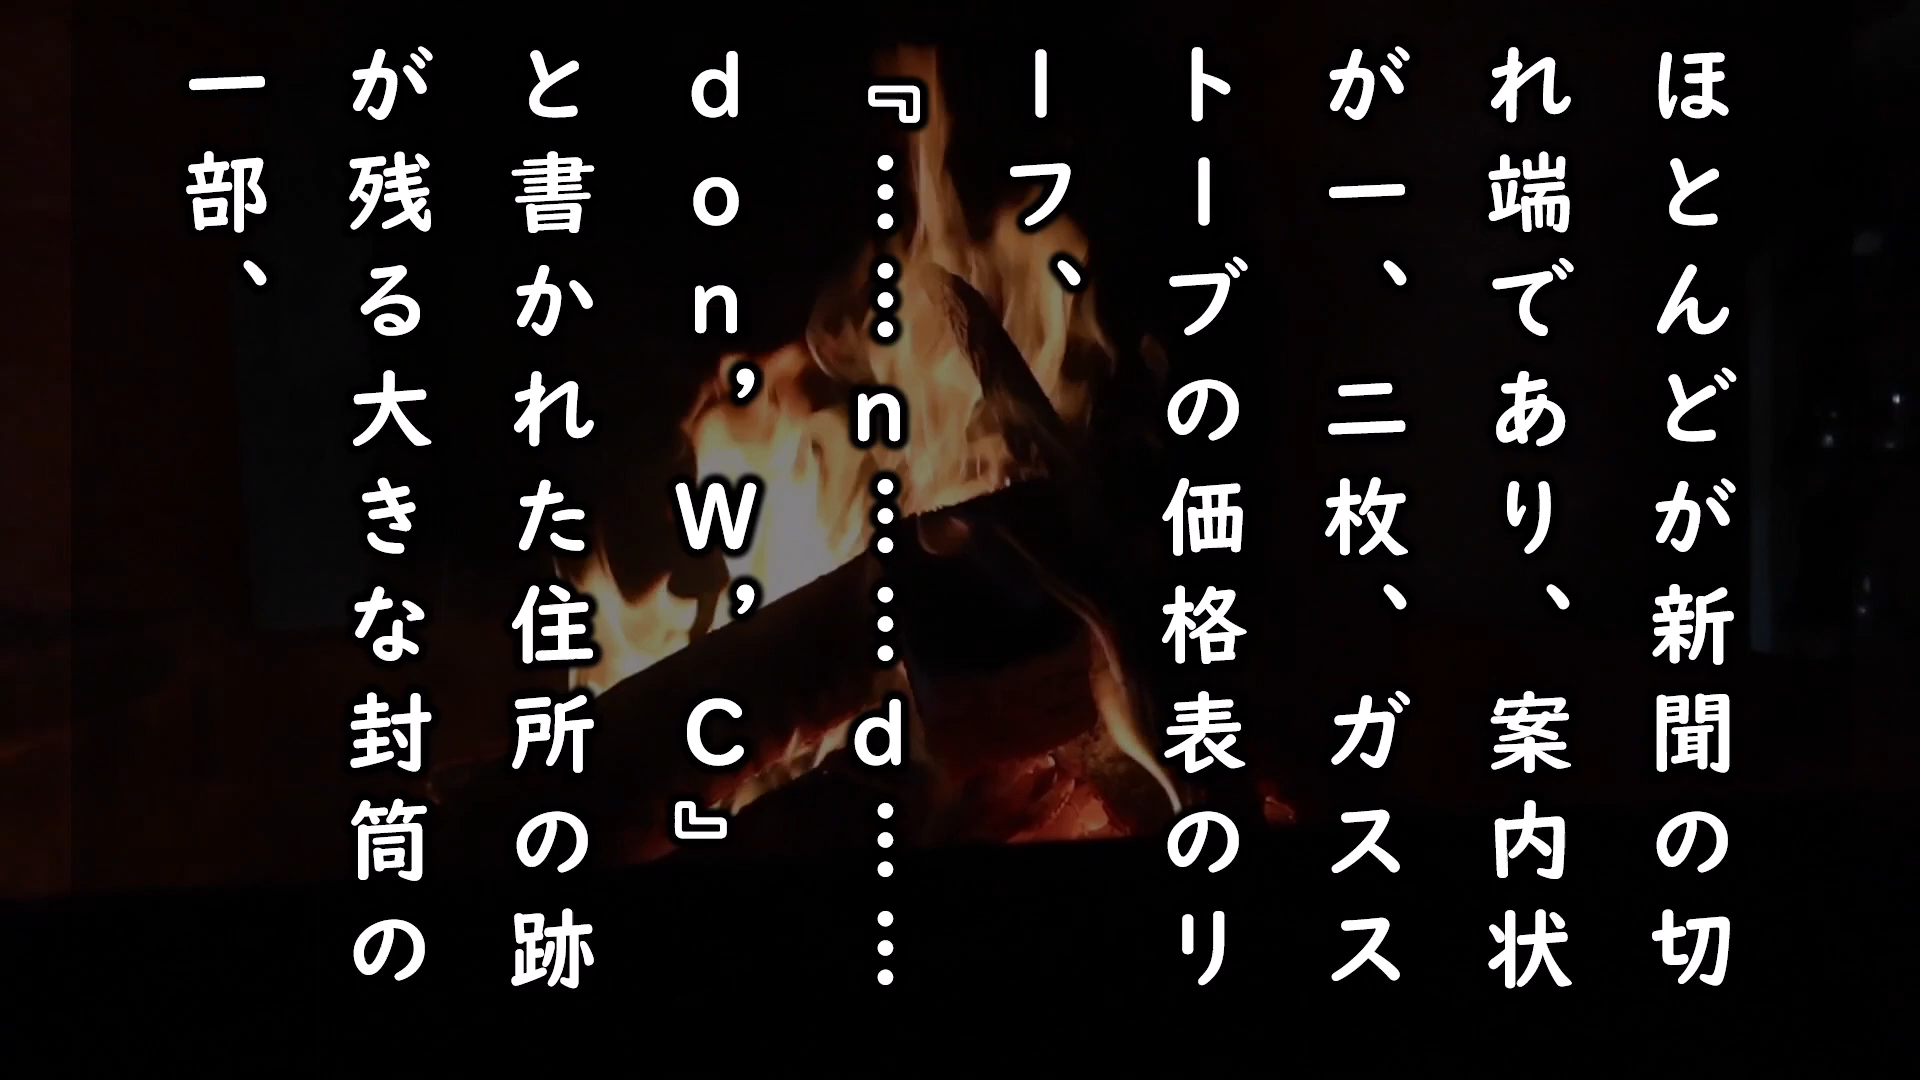 ほとんどが新聞の切
れ端であり、案内状
が一、二枚、ガスス
トーブの価格表のリ
ーフ、
『……n……d……
don,W,C』
と書かれた住所の跡
が残る大きな封筒の
一部、